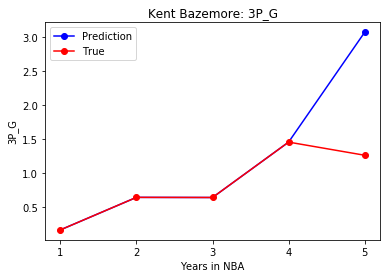 Kent Bazemore: 3P_G
Prediction
True
3P_G
3.0
2.5
2.0
1.5
1.0
0.5
1 2 3 4 5
Years in NBA